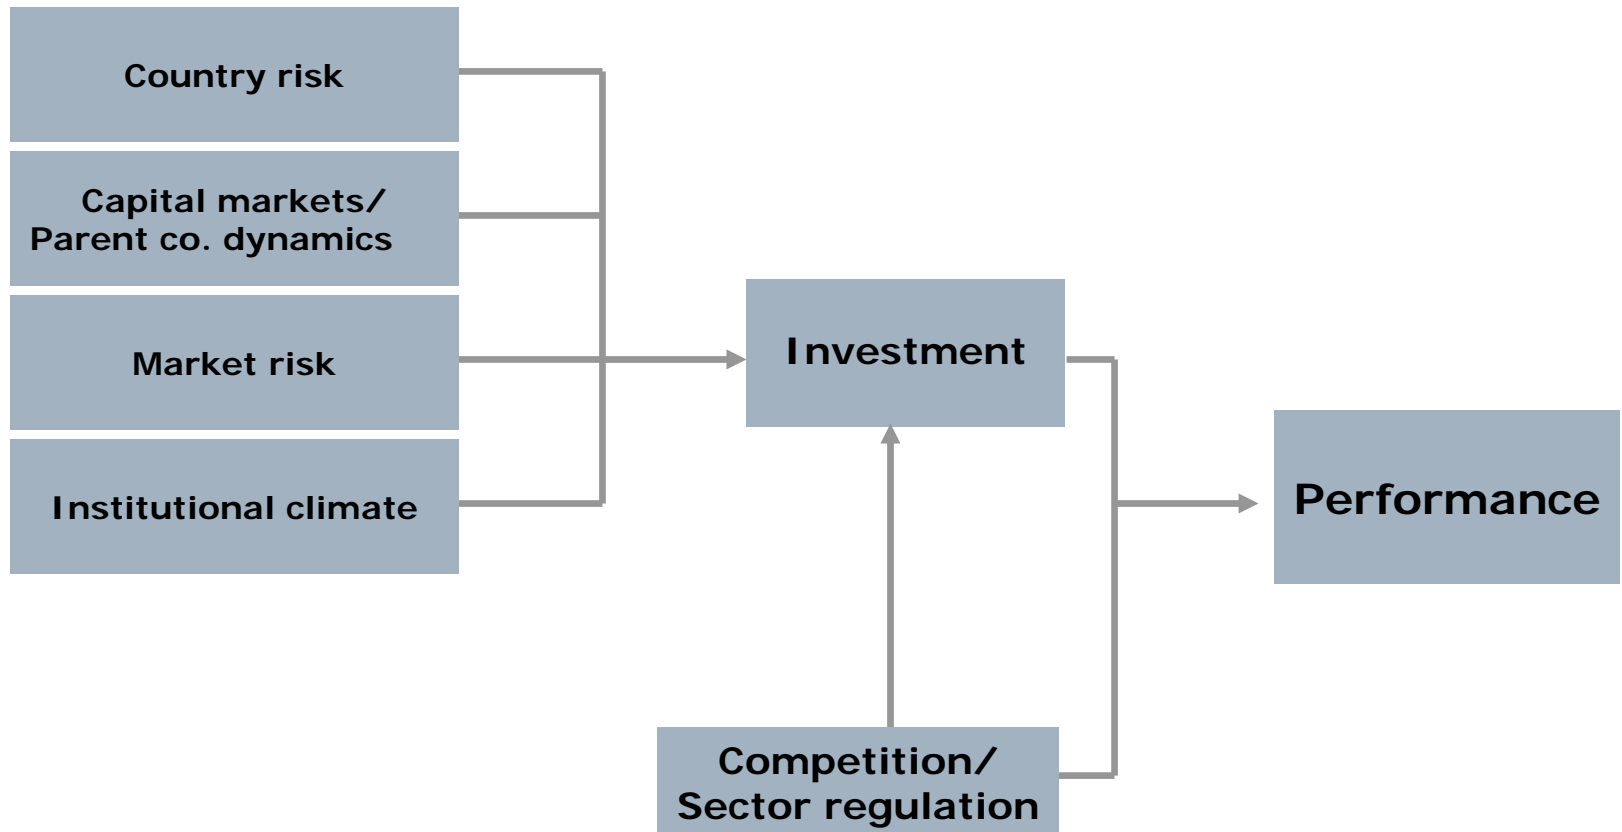 Country risk
Capital markets/
Parent co. dynamics
Market risk
Institutional climate
Investment
Performance
Competition/
Sector regulation